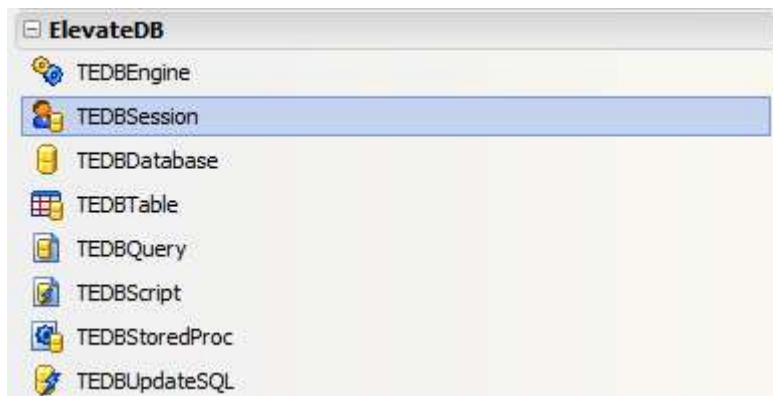 ElevateDB
TEDBEngine
TEDBSession
TEDBDatabase
TEDBTable
TEDBQuery
TEDBScript
TEDBStoredProc
TEDBUpdateSQL